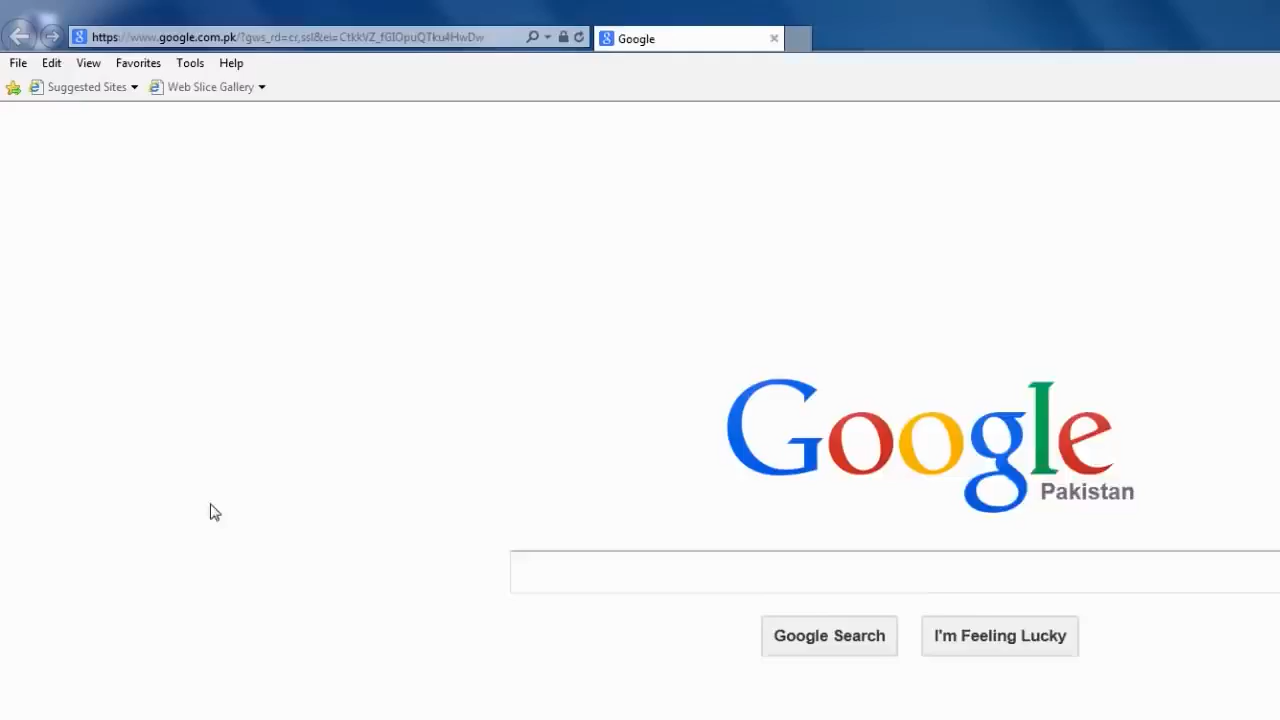 https://www.google.com.pk/?gws_rd=cr,ssl&ei=CtkkVZ_fGIOpuQTku4HwDw
Google
File Edit View Favorites Tools Help
Suggested Sites Web Slice Gallery
Google
Pakistan
Google Search I'm Feeling Lucky